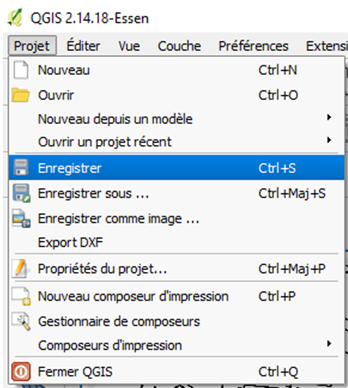 QGIS 2.14.18-Essen
Projet Éditer Vue Couche Préférences Extensi
Nouveau Ctrl+N
Ouvrir Ctrl+O
Nouveau depuis un modèle
Ouvrir un projet récent
Enregistrer Ctrl+S
Enregistrer sous ... Ctrl+Maj+S
Enregistrer comme image ...
Export DXF
Propriétés du projet... Ctrl+Maj+P
Nouveau composeur d'impression Ctrl+P
Gestionnaire de composeurs
Composeurs d'impression
Fermer QGIS Ctrl+Q